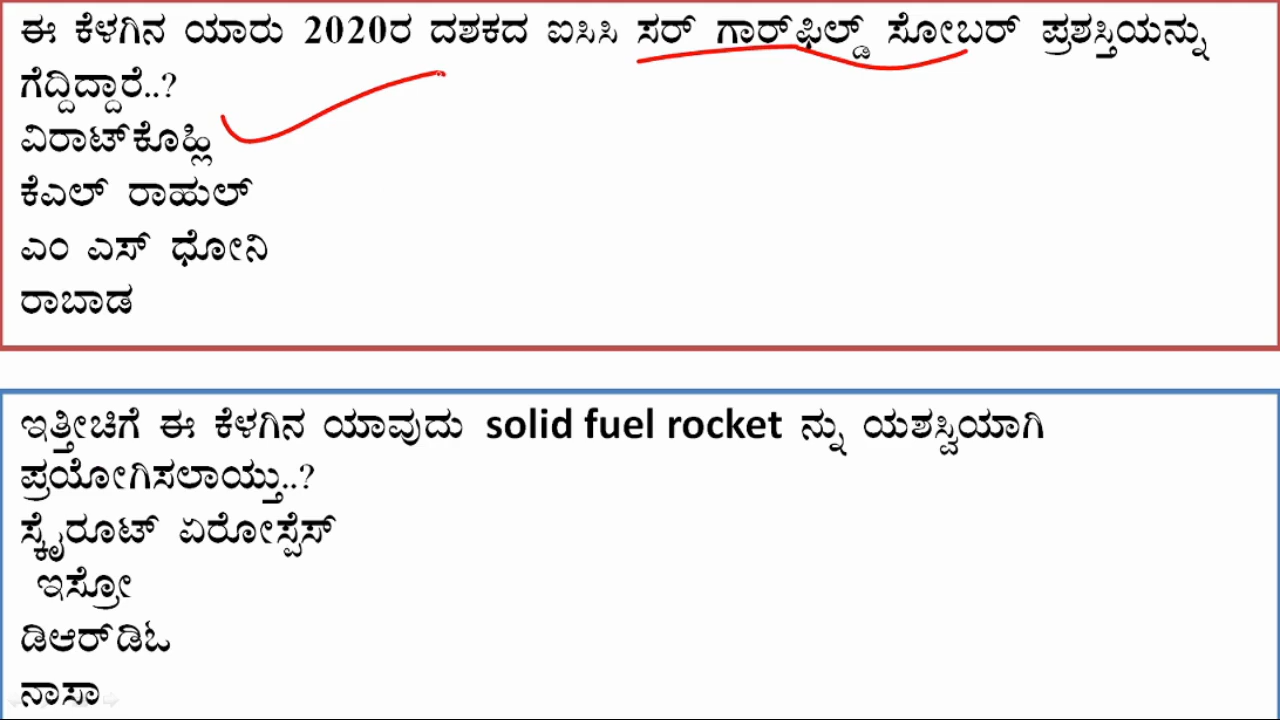 ಈ ಕೆಳಗಿನ ಯಾರು 2020ರ ದಶಕದ ಐಸಿಸಿ ಸರ್ ಗಾರ್‌ಫಿಲ್ಡ್ ಸೋಬರ್ ಪ್ರಶಸ್ತಿಯನ್ನು
ಗೆದ್ದಿದ್ದಾರೆ..?
ವಿರಾಟ್‌ಕೊಹ್ಲಿ
ಕೆಎಲ್ ರಾಹುಲ್
ಎಂ ಎಸ್ ಧೋನಿ
ರಾಬಾಡ
ಇತ್ತೀಚಿಗೆ ಈ ಕೆಳಗಿನ ಯಾವುದು solid fuel rocket ನ್ನು ಯಶಸ್ವಿಯಾಗಿ
ಪ್ರಯೋಗಿಸಲಾಯ್ತು..?
ಸ್ಕೈರೂಟ್ ಏರೋಸ್ಪೆಸ್
ಇಸ್ರೋ
ಡಿಆರ್‌ಡಿಓ
ನಾಸಾ